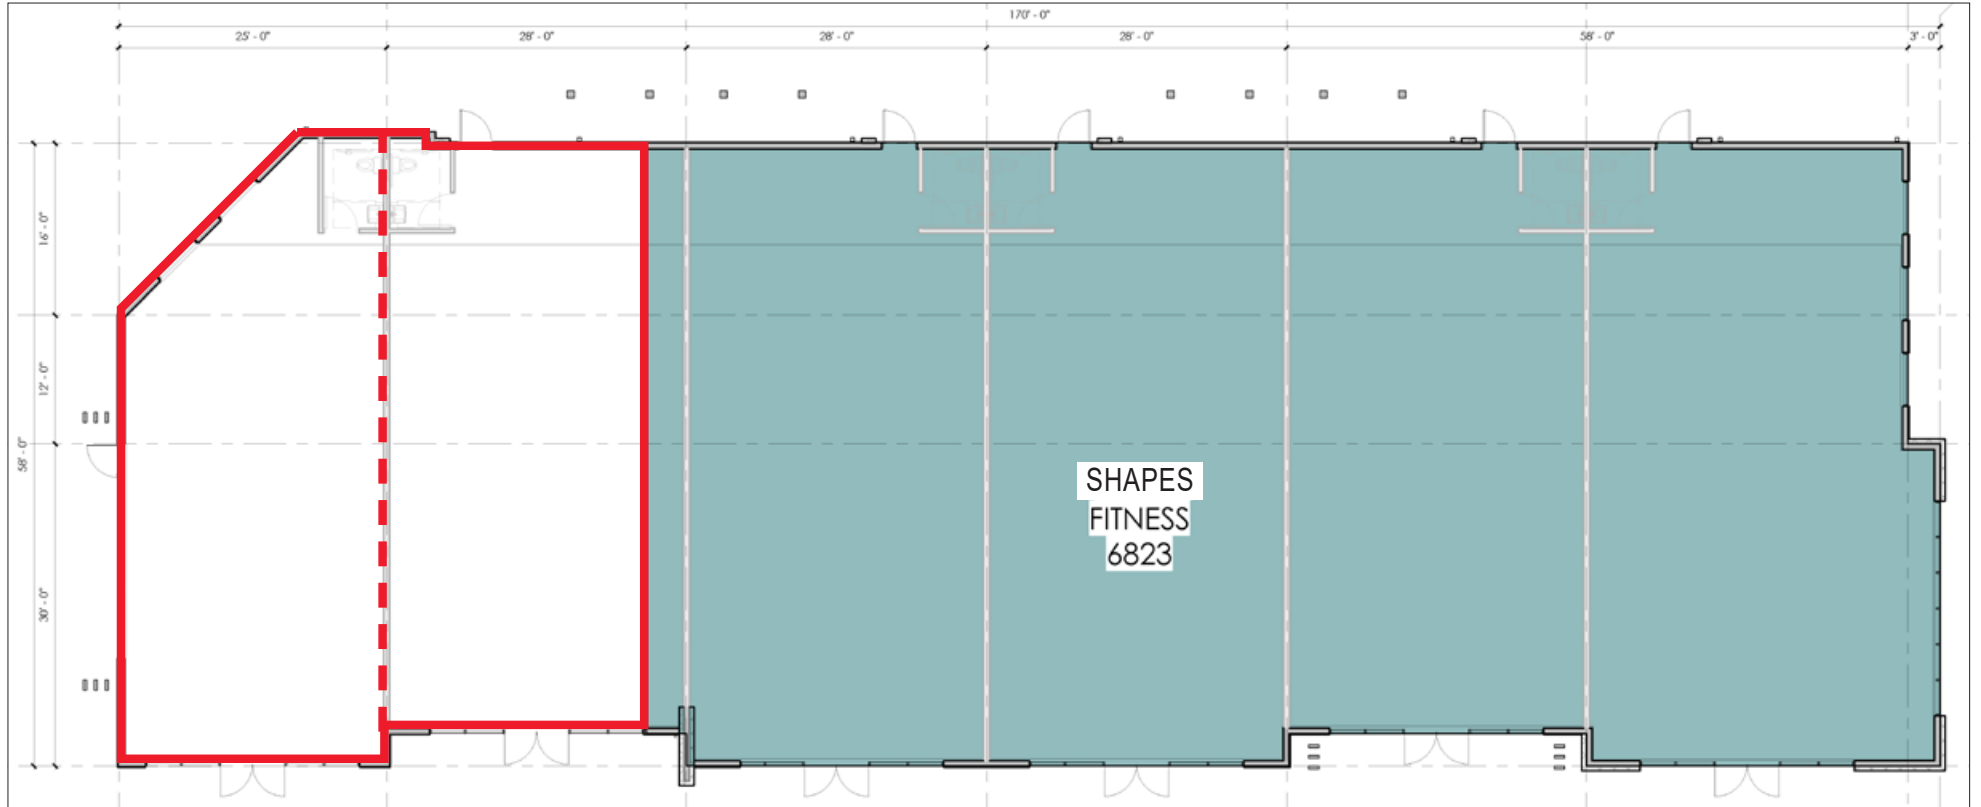 170' - 0"
25' - 0"
28' - 0"
28' - 0"
28' - 0"
58' - 0"
3' - 0"
16' - 0"
12' - 0"
58' - 0"
30' - 0"
SHAPES
FITNESS
6823